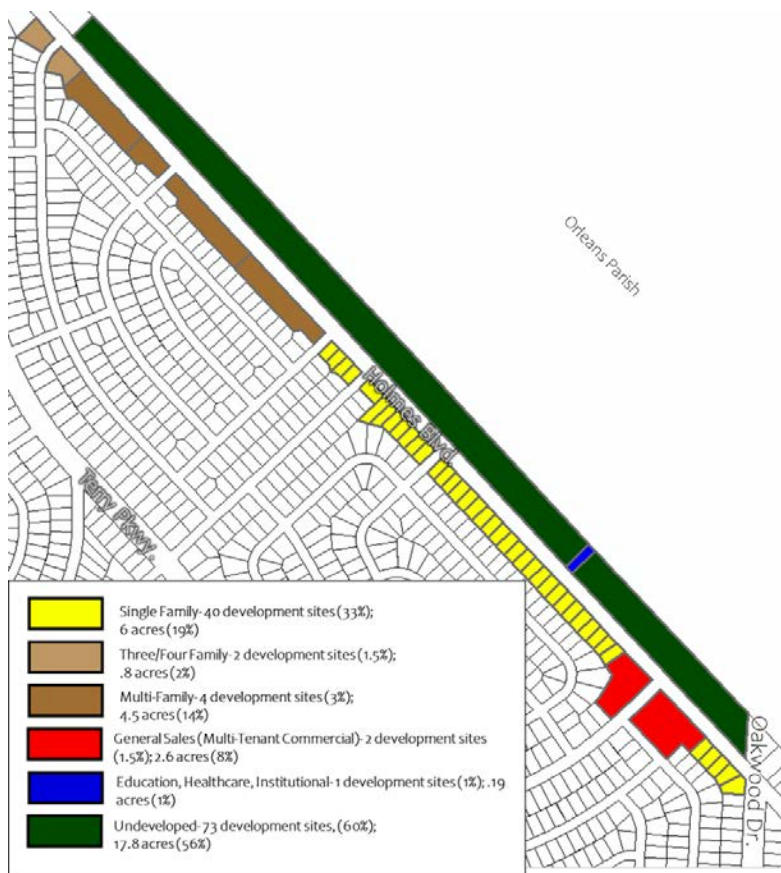 Orleans Parish
Holmes Blvd.
Terry Pkwy.
Oakwood Dr.
Single Family- 40 development sites (33%);
6 acres (19%)
Three/Four Family- 2 development sites (1.5%);
.8 acres (2%)
Multi-Family- 4 development sites (3%);
4.5 acres (14%)
General Sales (Multi-Tenant Commercial)- 2 development sites
(1.5%); 2.6 acres (8%)
Education, Healthcare, Institutional- 1 development sites (1%); .19
acres (1%)
Undeveloped- 73 development sites, (60%);
17.8 acres (56%)